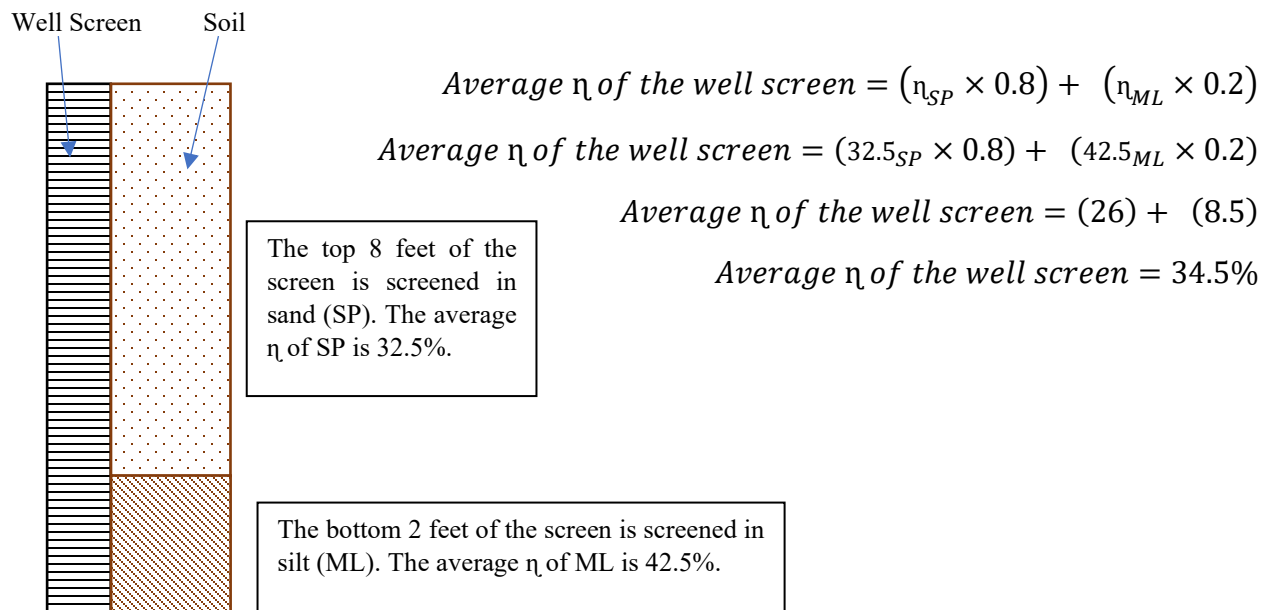 Well Screen
Soil
𝐴𝑣𝑒𝑟𝑎𝑔𝑒 ƞ 𝑜𝑓 𝑡ℎ𝑒 𝑤𝑒𝑙𝑙 𝑠𝑐𝑟𝑒𝑒𝑛 = (ƞ_𝑆𝑃 × 0.8) + (ƞ_𝑀𝐿 × 0.2)
𝐴𝑣𝑒𝑟𝑎𝑔𝑒 ƞ 𝑜𝑓 𝑡ℎ𝑒 𝑤𝑒𝑙𝑙 𝑠𝑐𝑟𝑒𝑒𝑛 = (32.5_𝑆𝑃 × 0.8) + (42.5_𝑀𝐿 × 0.2)
𝐴𝑣𝑒𝑟𝑎𝑔𝑒 ƞ 𝑜𝑓 𝑡ℎ𝑒 𝑤𝑒𝑙𝑙 𝑠𝑐𝑟𝑒𝑒𝑛 = (26) + (8.5)
𝐴𝑣𝑒𝑟𝑎𝑔𝑒 ƞ 𝑜𝑓 𝑡ℎ𝑒 𝑤𝑒𝑙𝑙 𝑠𝑐𝑟𝑒𝑒𝑛 = 34.5%
The top 8 feet of the
screen is screened in
sand (SP). The average
ƞ of SP is 32.5%.
The bottom 2 feet of the screen is screened in
silt (ML). The average ƞ of ML is 42.5%.